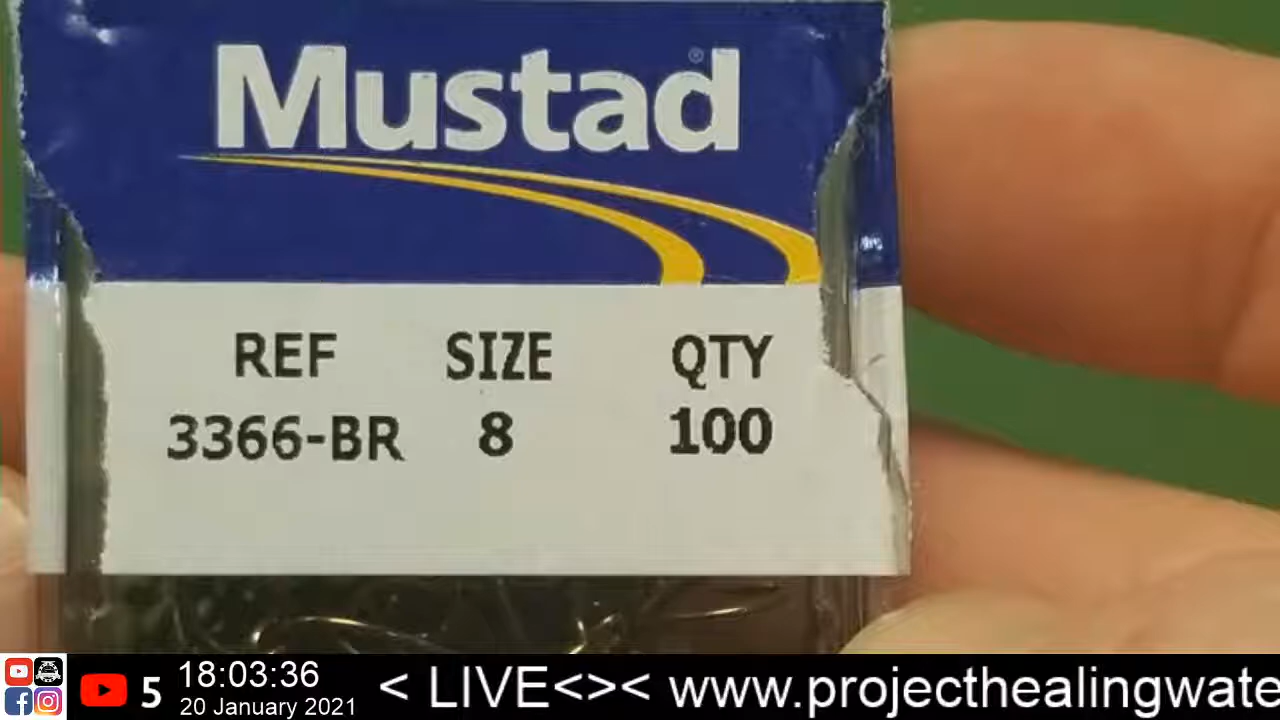 Mustad®
REF SIZE QTY
3366-BR 8 100
5 18:03:36 < LIVE<>< www.projecthealingwate
20 January 2021